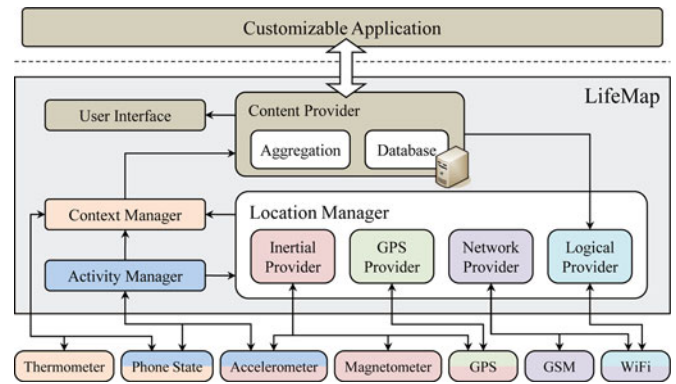 Customizable Application
LifeMap
User Interface
Content Provider
Aggregation
Database
Context Manager
Location Manager
Activity Manager
Inertial
Provider
GPS
Provider
Network
Provider
Logical
Provider
Thermometer
Phone State
Accelerometer
Magnetometer
GPS
GSM
WiFi